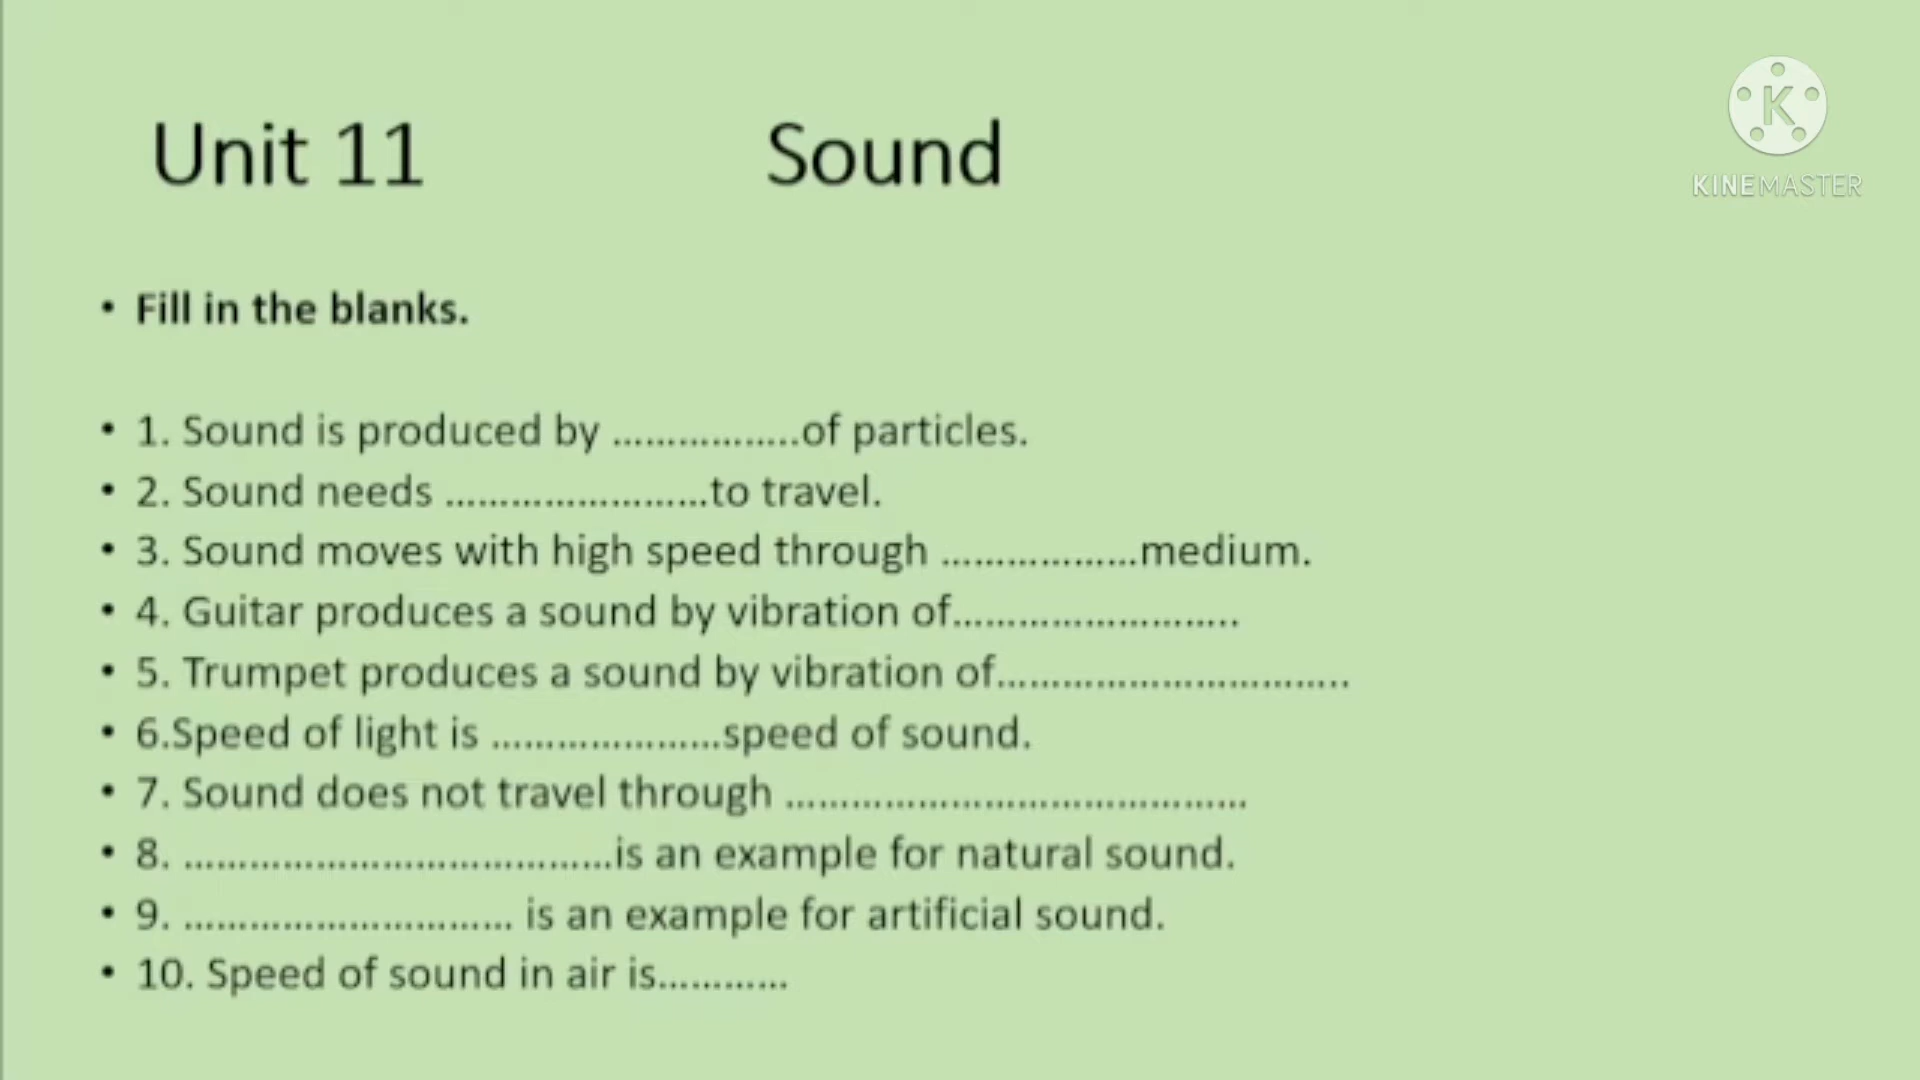 Unit 11 Sound
K
KINEMASTER
• Fill in the blanks.
• 1. Sound is produced by ……………..of particles.
• 2. Sound needs ……………………to travel.
• 3. Sound moves with high speed through ………………medium.
• 4. Guitar produces a sound by vibration of……………………..
• 5. Trumpet produces a sound by vibration of…………………………..
• 6.Speed of light is …………………speed of sound.
• 7. Sound does not travel through ……………………………………
• 8. …………………………………is an example for natural sound.
• 9. ………………………… is an example for artificial sound.
• 10. Speed of sound in air is…………